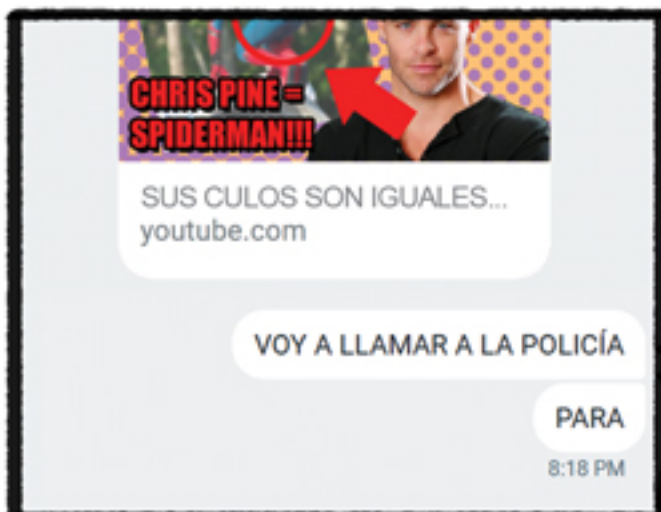 CHRIS PINE =
SPIDERMAN!!!
SUS CULOS SON IGUALES...
youtube.com
VOY A LLAMAR A LA POLICÍA
PARA
8:18 PM